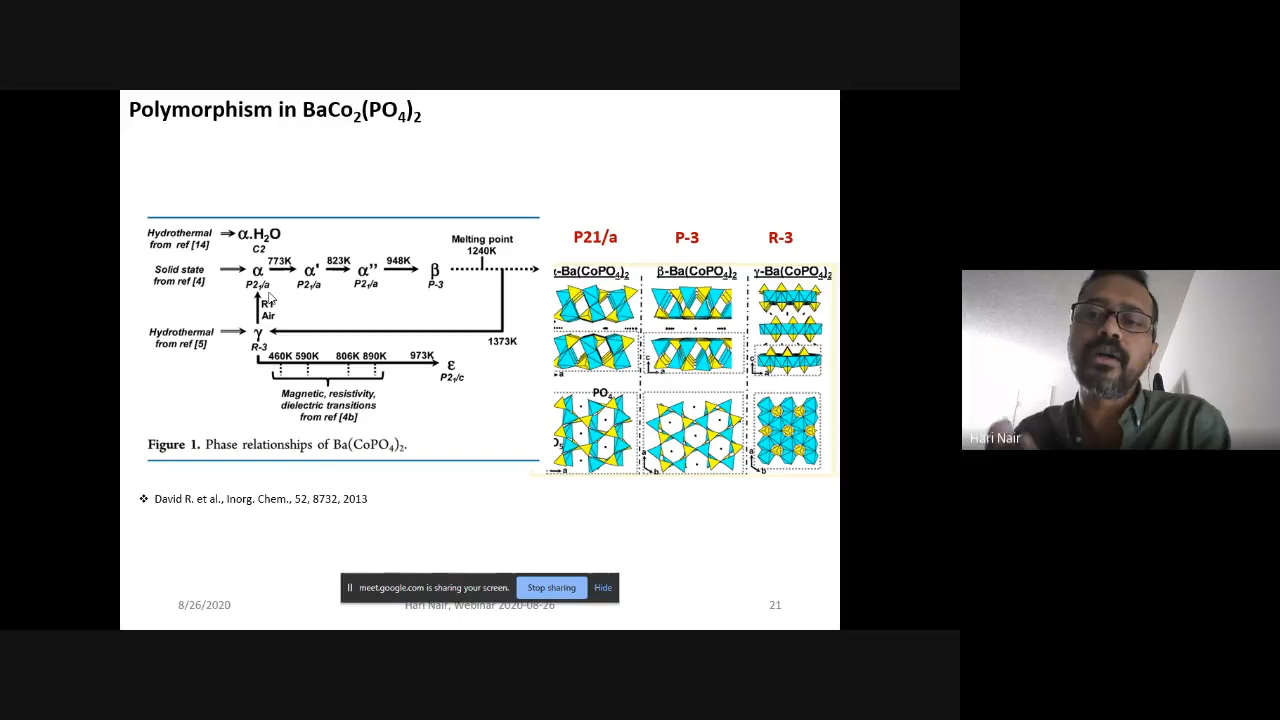 Polymorphism in BaCo2(PO4)2
Hydrothermal
from ref [14]
α.H2O
C2
Solid state
from ref [4]
α
773K
α'
823K
α''
948K
β
P21/a
P21/a
P21/a
P-3
Melting point
1240K
RT
Air
Hydrothermal
from ref [5]
γ
R-3
1373K
460K 590K
806K 890K
973K
ε
P21/c
Magnetic, resistivity,
dielectric transitions
from ref [4b]
Figure 1. Phase relationships of Ba(CoPO4)2.
P21/a
P-3
R-3
α-Ba(CoPO4)2
β-Ba(CoPO4)2
γ-Ba(CoPO4)2
a
c
a
c
a
PO4
O5
a
a
b
a
b
❖ David R. et al., Inorg. Chem., 52, 8732, 2013
meet.google.com is sharing your screen.
Stop sharing
Hide
8/26/2020
Hari Nair, Webinar 2020-08-26
21
Hari Nair